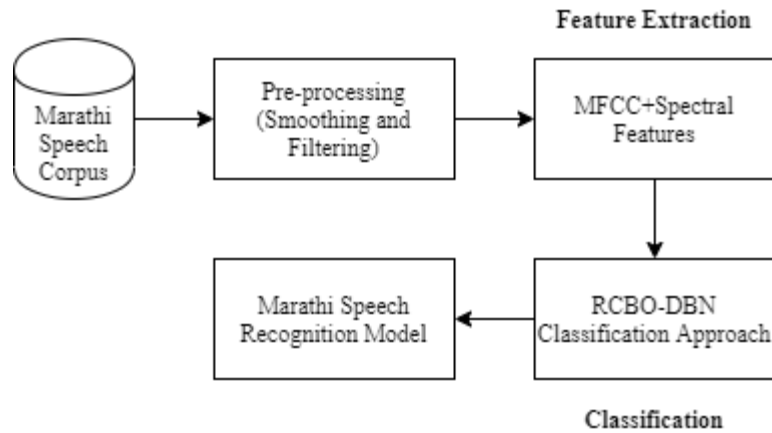 Feature Extraction
Marathi
Speech
Corpus
Pre-processing
(Smoothing and
Filtering)
MFCC+Spectral
Features
RCBO-DBN
Classification Approach
Marathi Speech
Recognition Model
Classification